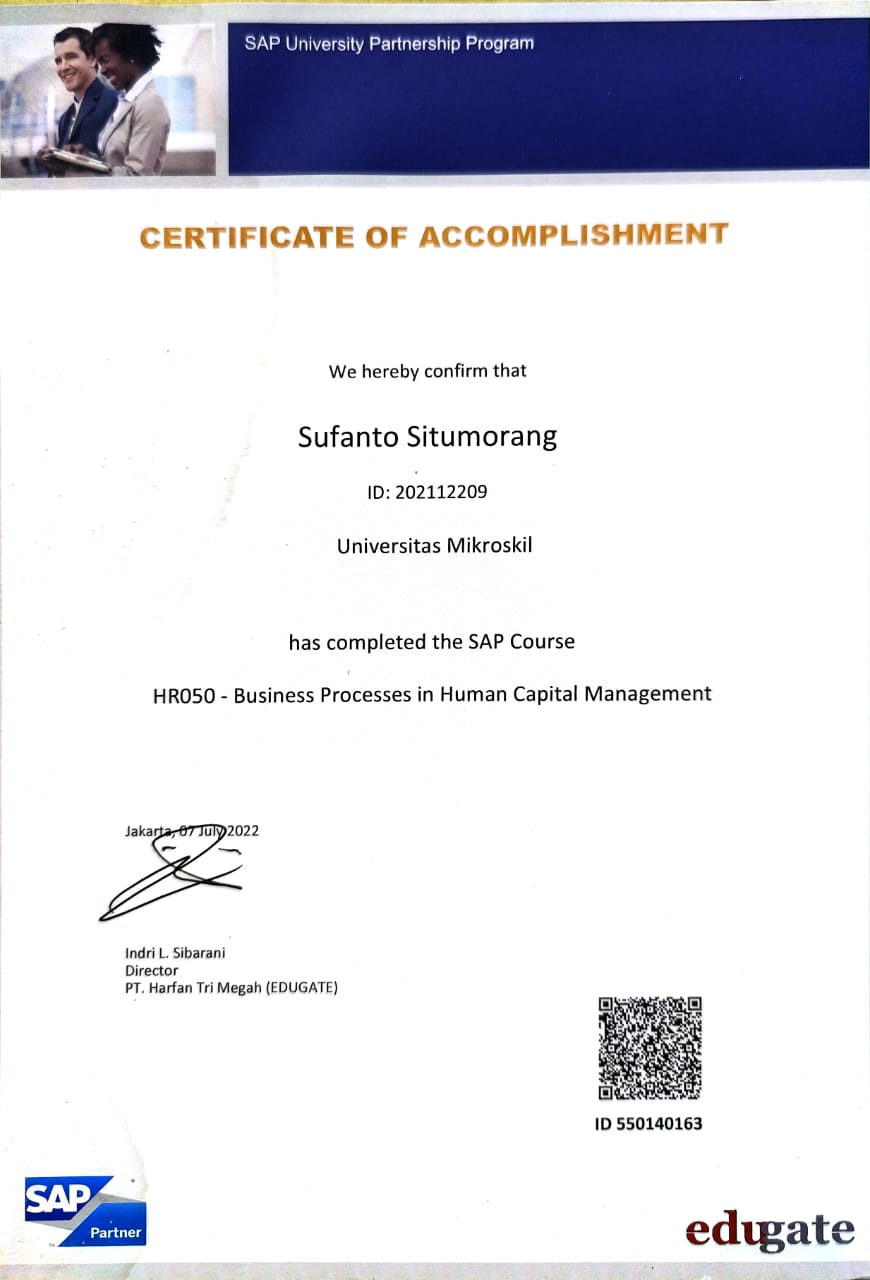 SAP University Partnership Program
CERTIFICATE OF ACCOMPLISHMENT
We hereby confirm that
Sufanto Situmorang
ID: 202112209
Universitas Mikroskil
has completed the SAP Course
HR050 - Business Processes in Human Capital Management
Jakarta, 07 July 2022
Indri L. Sibarani
Director
PT. Harfan Tri Megah (EDUGATE)
ID 550140163
SAP
Partner
edugate